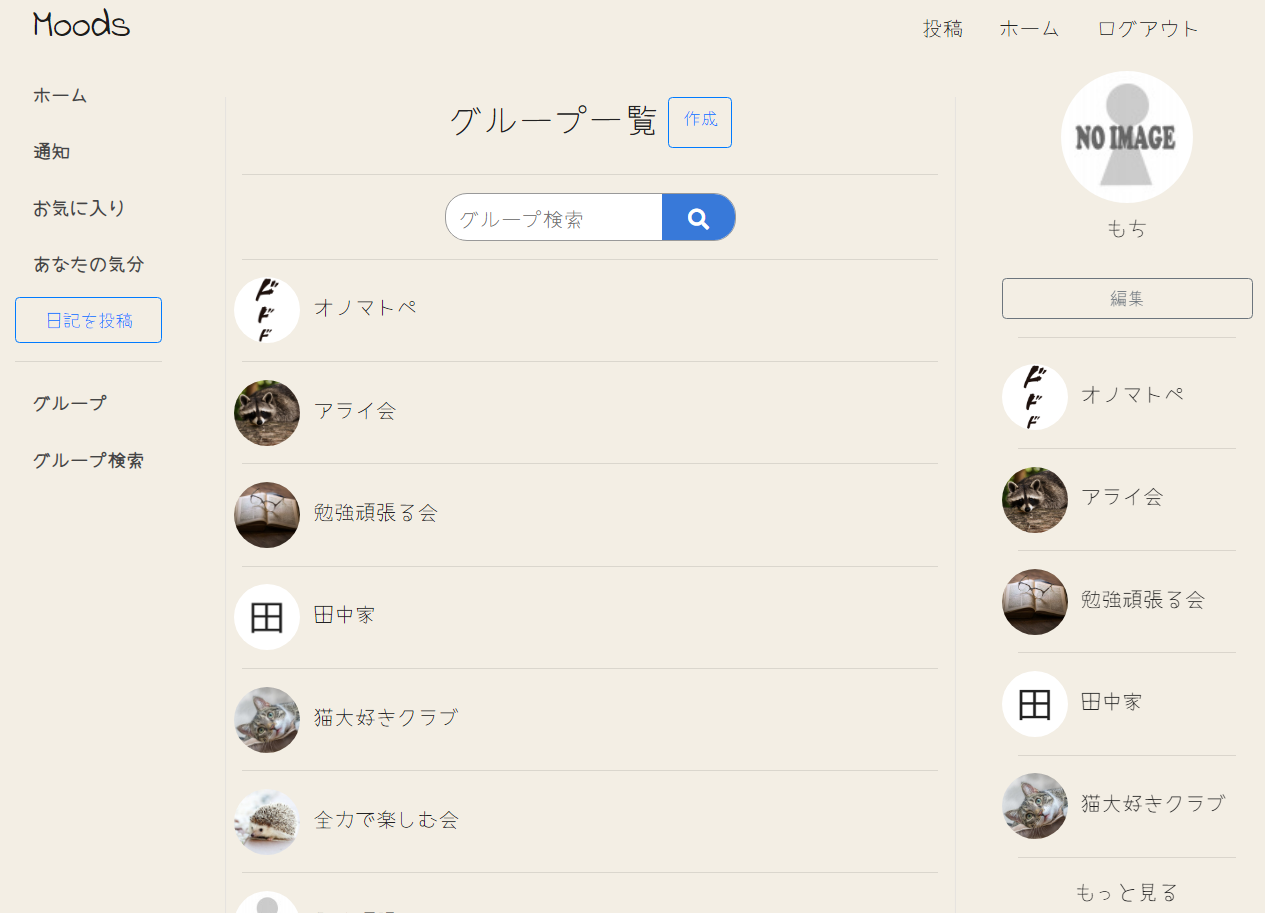 Moods
投稿 ホーム ログアウト
ホーム
通知
お気に入り
あなたの気分
日記を投稿
グループ
グループ検索
グループ一覧 作成
グループ検索
ドドド
オノマトペ
アライ会
勉強頑張る会
田
田中家
猫大好きクラブ
全力で楽しむ会
NO IMAGE
もち
編集
ドドド
オノマトペ
アライ会
勉強頑張る会
田
田中家
猫大好きクラブ
もっと見る